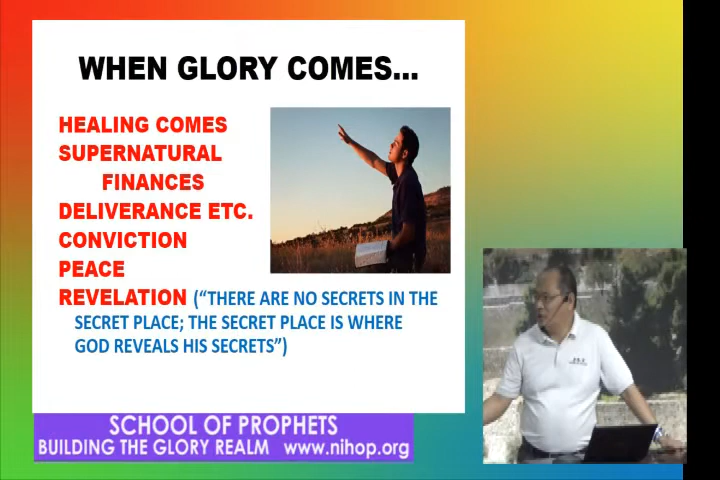 WHEN GLORY COMES...
HEALING COMES
SUPERNATURAL
FINANCES
DELIVERANCE ETC.
CONVICTION
PEACE
REVELATION (“THERE ARE NO SECRETS IN THE
SECRET PLACE; THE SECRET PLACE IS WHERE
GOD REVEALS HIS SECRETS”)
SCHOOL OF PROPHETS
BUILDING THE GLORY REALM www.nihop.org